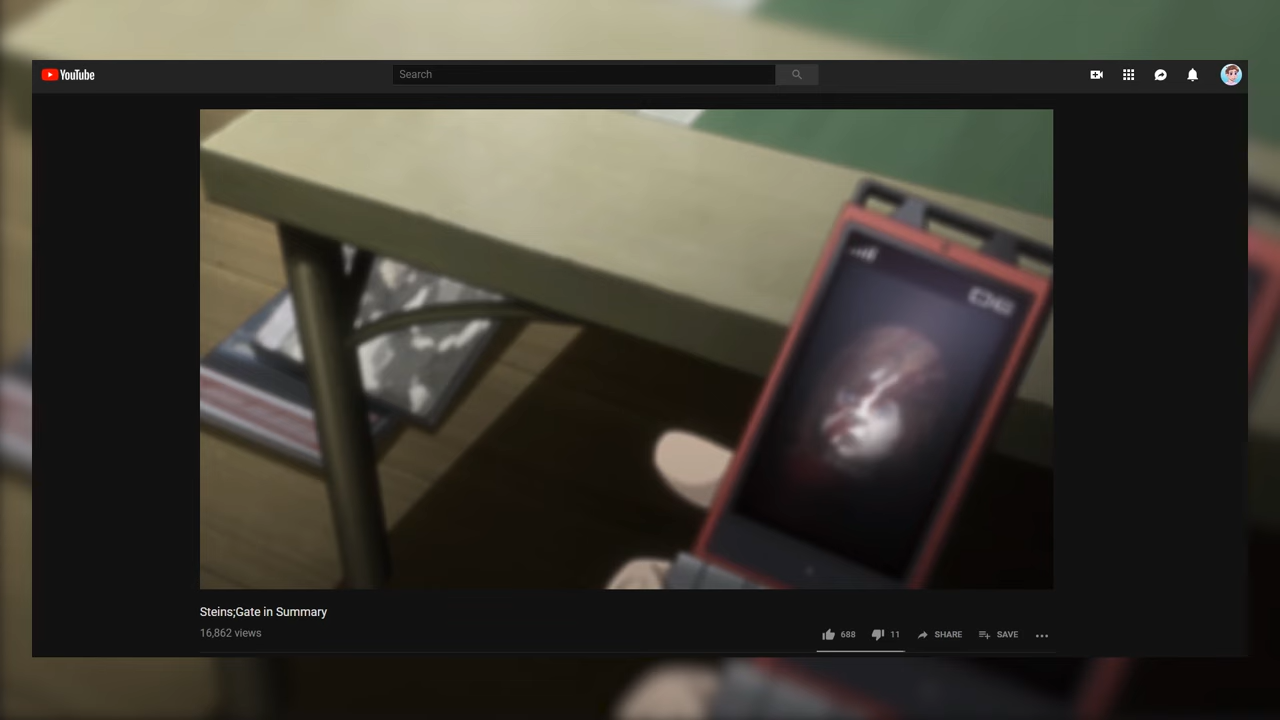 YouTube
Search
Steins;Gate in Summary
16,862 views
688
11
SHARE
SAVE